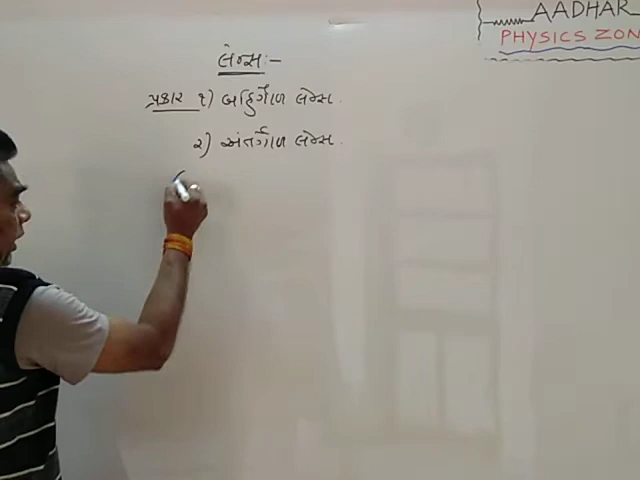 AADHAR
PHYSICS ZON
લેન્સ :-
પ્રકાર ૧) બહિર્ગોળ લેન્સ.
૨) અંતર્ગોળ લેન્સ.